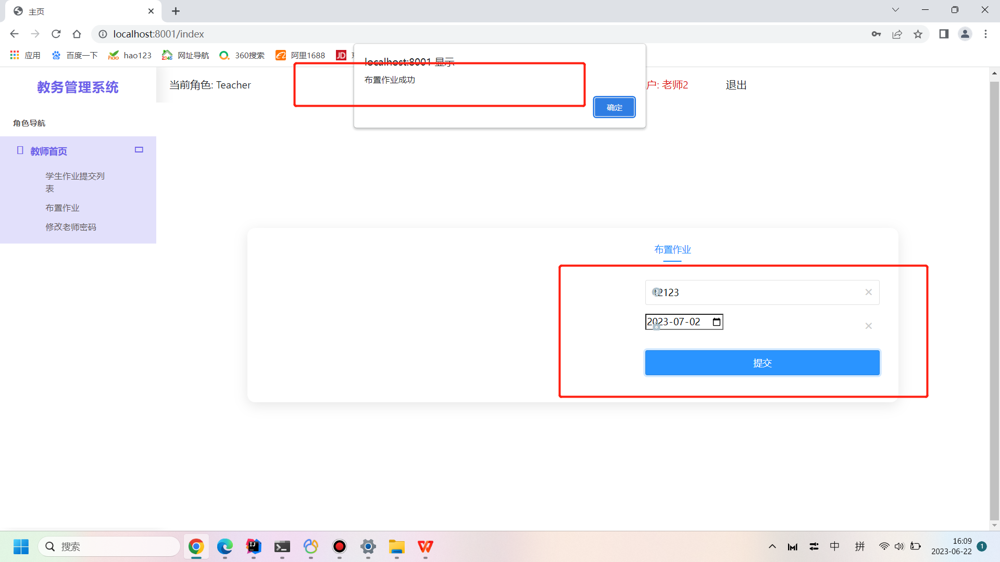 主页
localhost:8001/index
应用
百度一下
hao123
网址导航
360搜索
阿里1688
JD
localhost:8001 显示
布置作业成功
确定
教务管理系统
当前角色: Teacher
户: 老师2
退出
角色导航
教师首页
学生作业提交列
表
布置作业
修改老师密码
布置作业
12123
2023-07-02
提交
搜索
中
拼
16:09
2023-06-22
1